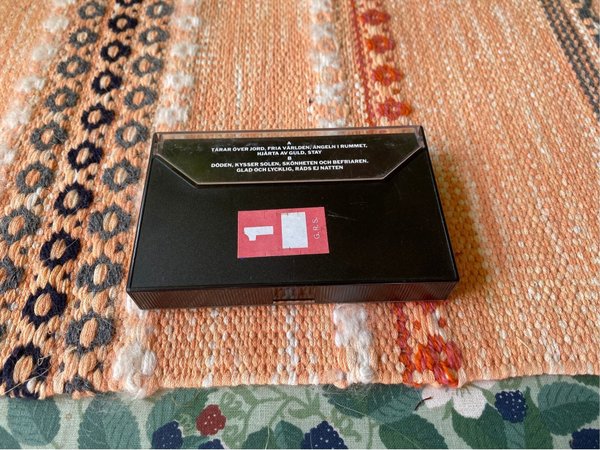 A
TÅRAR ÖVER JORD, FRIA VÄRLDEN, ÄNGELN I RUMMET,
HJÄRTA AV GULD, STAY
B
DÖDEN, KYSSER SOLEN, SKÖNHETEN OCH BEFRIAREN,
GLAD OCH LYCKLIG, RÄDS EJ NATTEN
1
G.R.S.